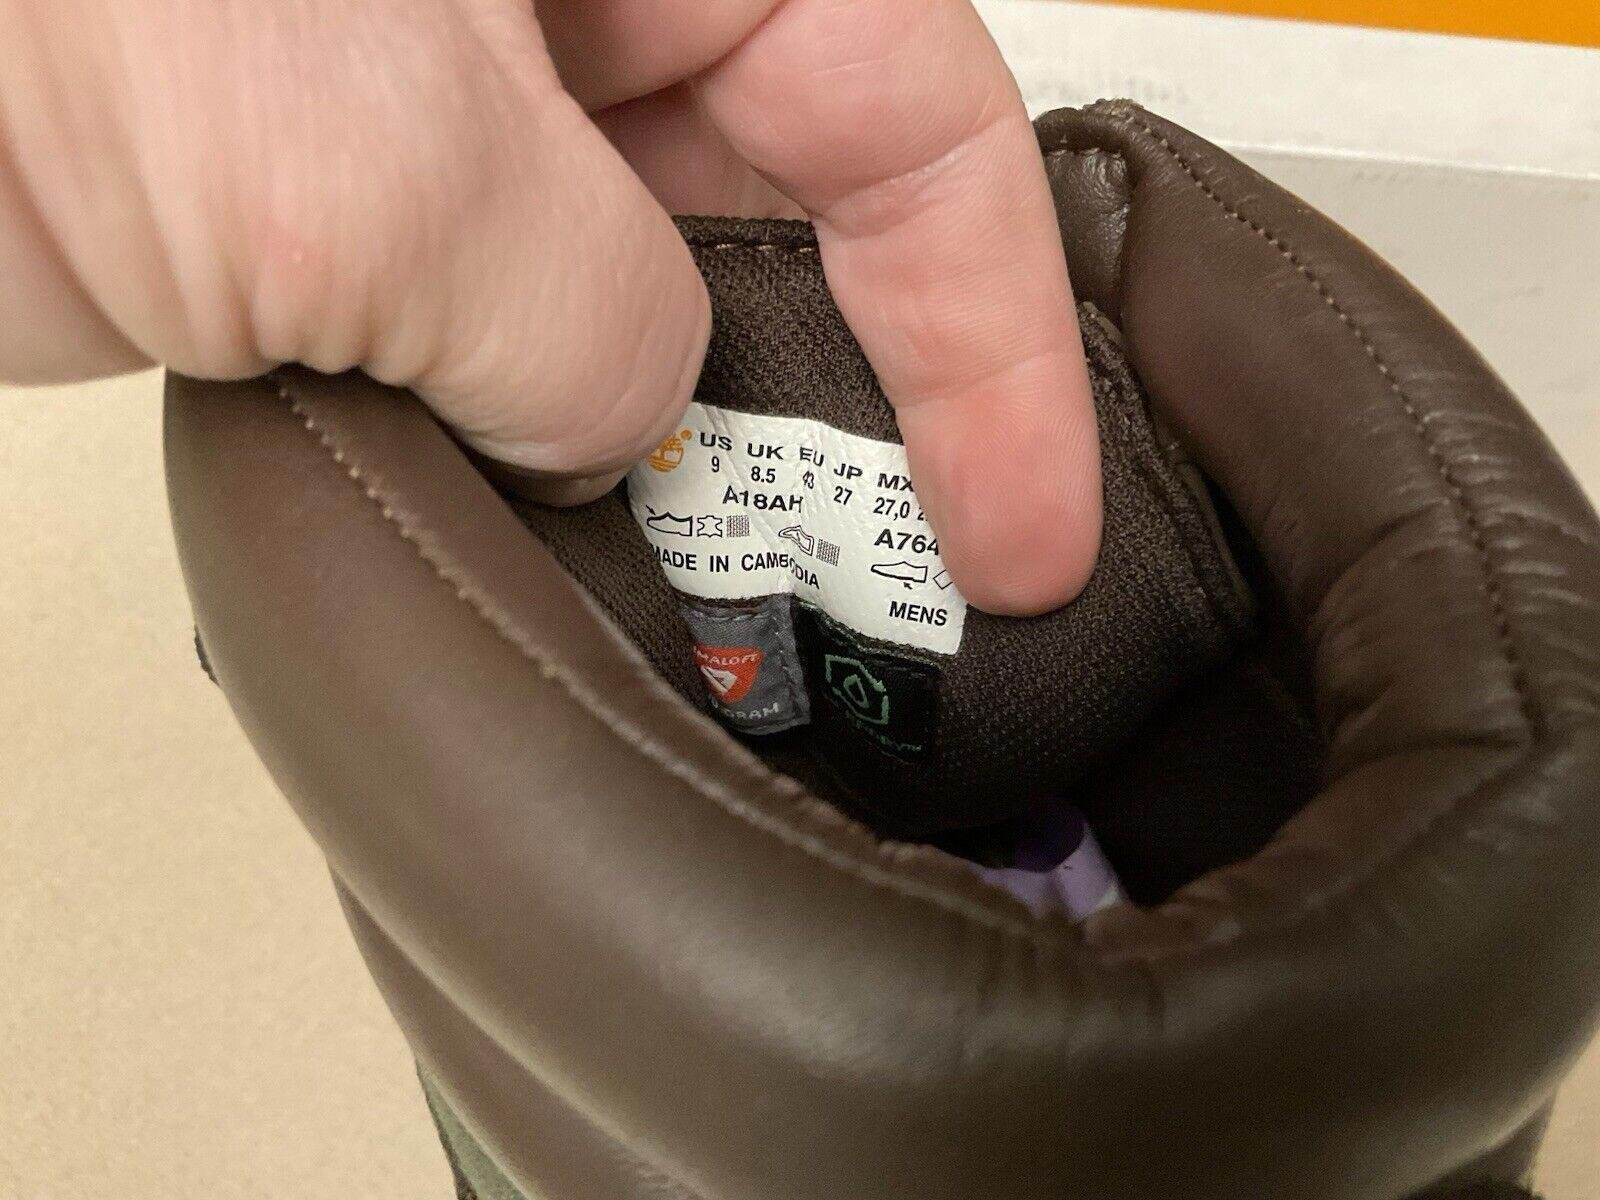 US UK EU JP MX
9 8.5 43 27 27,0
A18AH A764
MADE IN CAMBODIA
MENS